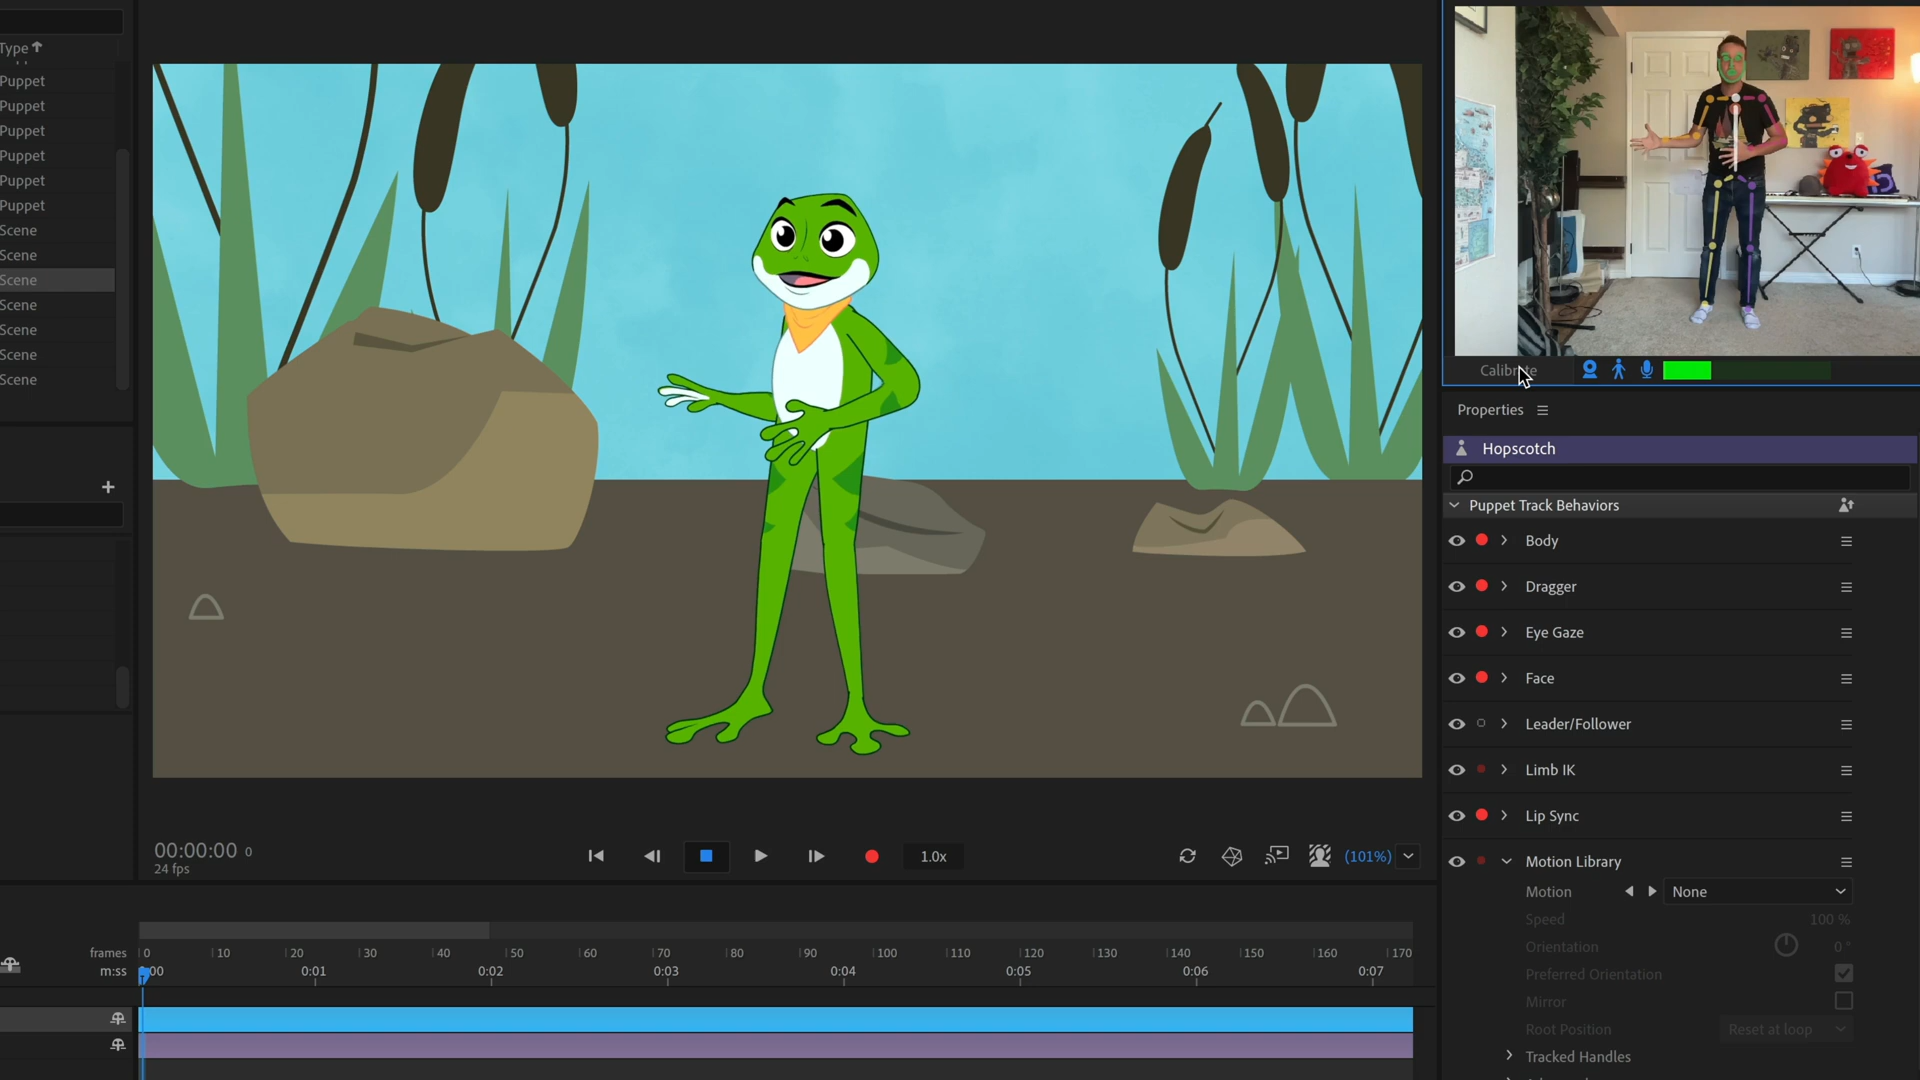 Type
Puppet
Puppet
Puppet
Puppet
Puppet
Puppet
Scene
Scene
Scene
Scene
Scene
Scene
Scene
Calibrate
Properties
Hopscotch
Puppet Track Behaviors
Body
Dragger
Eye Gaze
Face
Leader/Follower
Limb IK
Lip Sync
Motion Library
Motion None
Speed 100 %
Orientation 0°
Preferred Orientation
Mirror
Root Position Reset at loop
Tracked Handles
00:00:00 0
24 fps
1.0x
(101%)
frames 0 10 20 30 40 50 60 70 80 90 100 110 120 130 140 150 160 170
m:ss :00 0:01 0:02 0:03 0:04 0:05 0:06 0:07